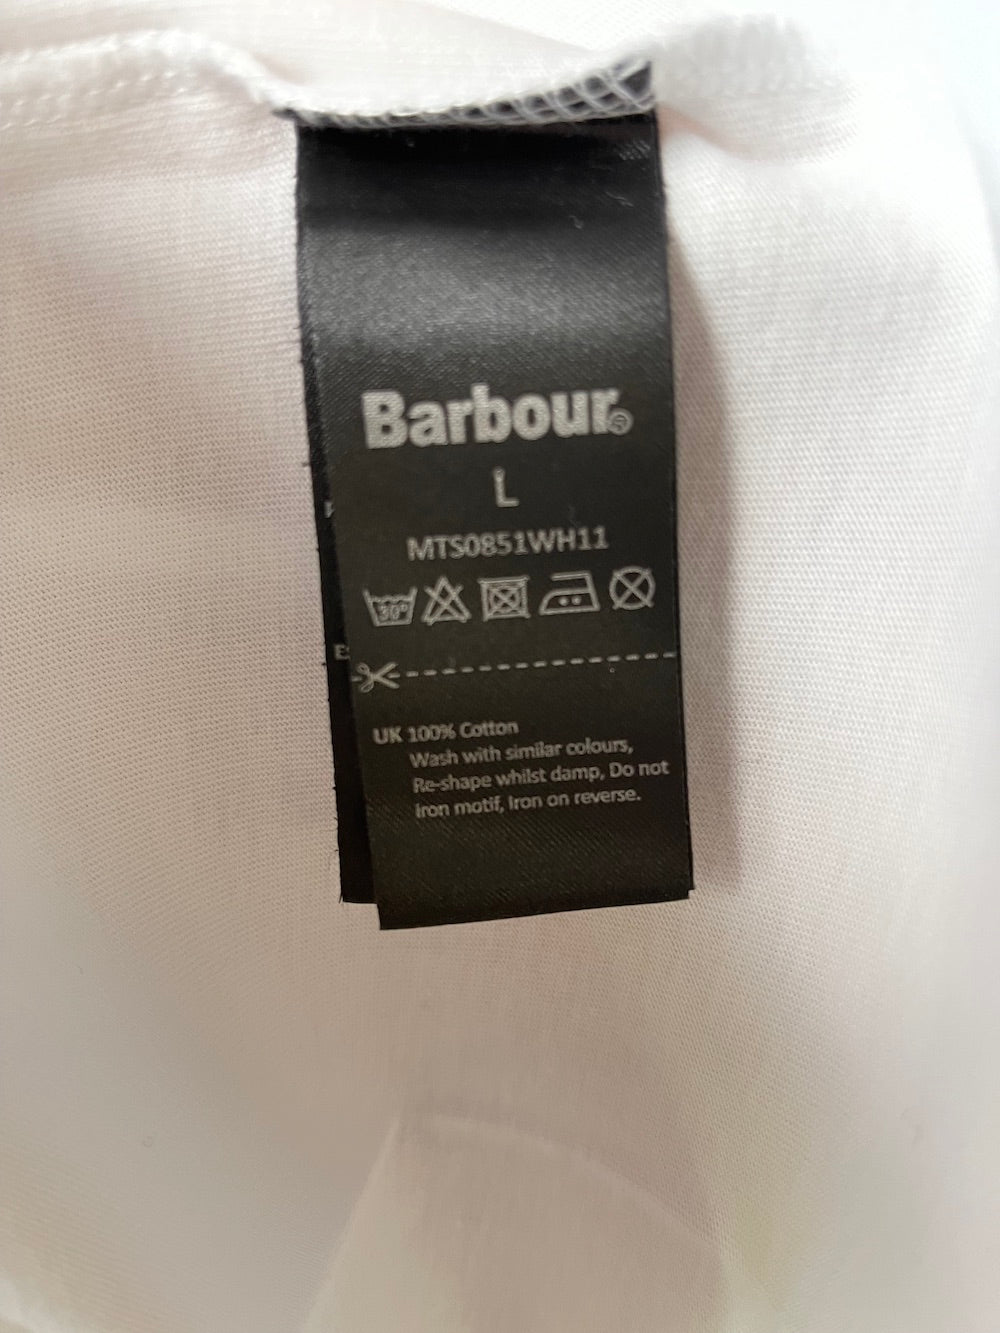 Barbour®
L
MTS0851WH11
30°
E
UK 100% Cotton
Wash with similar colours,
Re-shape whilst damp, Do not
Iron motif, Iron on reverse.